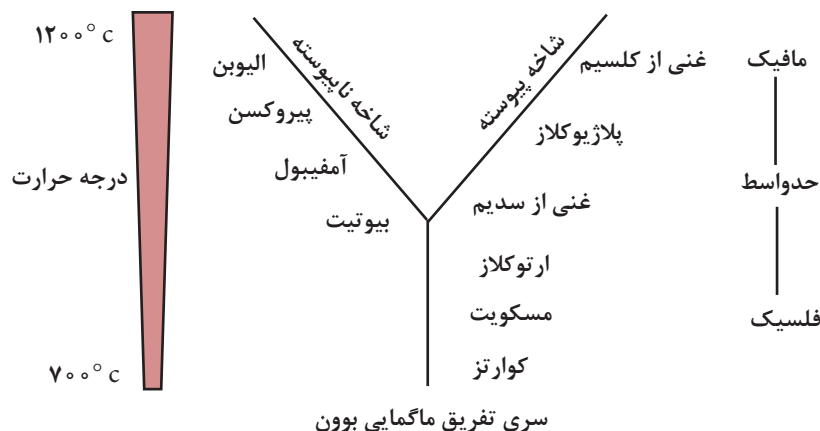 ۱۲۰۰° c
درجه حرارت
۷۰۰° c
شاخه ناپیوسته
الیوبن
پیروکسن
آمفیبول
بیوتیت
شاخه پیوسته
غنی از کلسیم
پلاژیوکلاز
غنی از سدیم
ارتوکلاز
مسکویت
کوارتز
مافیک
حدواسط
فلسیک
سری تفریق ماگمایی بوون